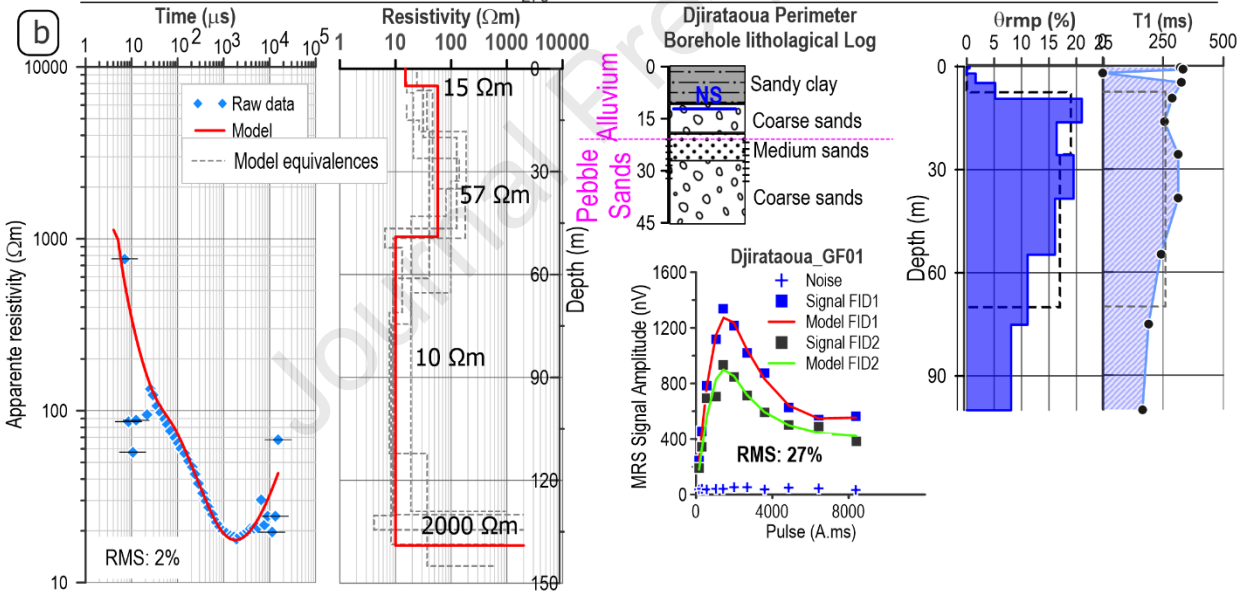 b
Time (μs)
1 10 10² 10³ 10⁴ 10⁵
Apparente resistivity (Ωm)
10000
1000
100
10
Raw data
Model
Model equivalences
RMS: 2%
Resistivity (Ωm)
1 10 100 1000 10000
15 Ωm
57 Ωm
10 Ωm
2000 Ωm
0
30
60
90
120
150
Depth (m)
Djirataoua Perimeter
Borehole lithological Log
Alluvium
Pebble
Sands
0
15
30
45
NS
Sandy clay
Coarse sands
Medium sands
Coarse sands
Djirataoua_GF01
MRS Signal Amplitude (nV)
1600
1200
800
400
0
Noise
Signal FID1
Model FID1
Signal FID2
Model FID2
RMS: 27%
0 4000 8000
Pulse (A.ms)
θrmp (%)
0 5 10 15 20 25
T1 (ms)
0 250 500
Depth (m)
0
30
60
90
Journal Pre